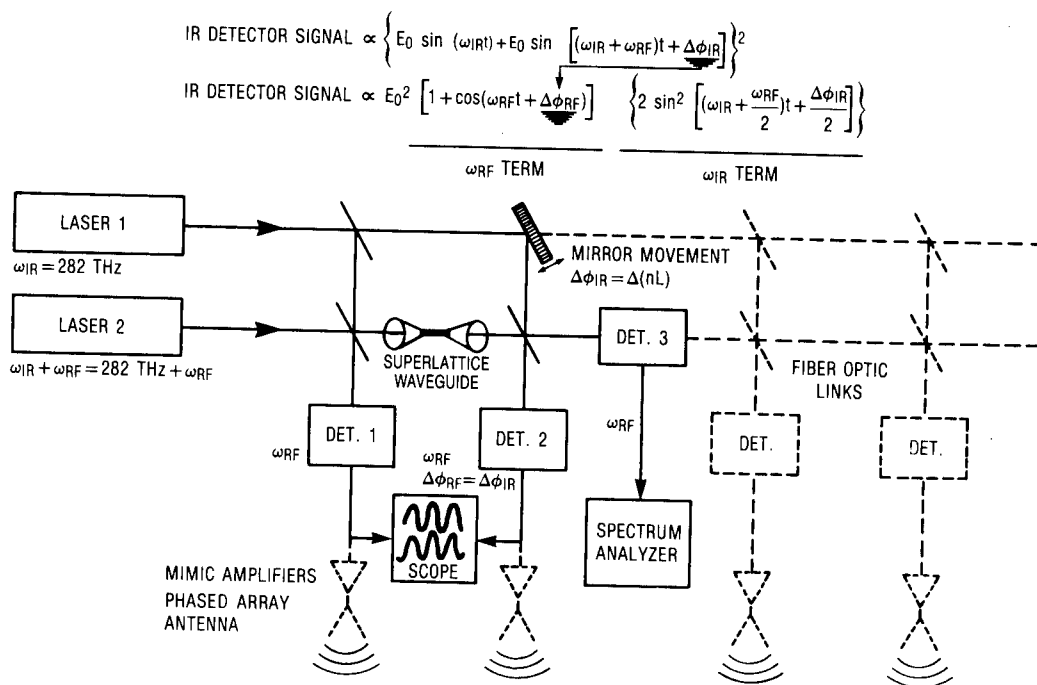 IR DETECTOR SIGNAL ∝ {E₀ sin (ωIRt) + E₀ sin [(ωIR + ωRF)t + ΔϕIR]}²
IR DETECTOR SIGNAL ∝ E₀² [1 + cos(ωRFt + ΔϕRF)] {2 sin² [(ωIR + ωRF/2)t + ΔϕIR/2]}
ωRF TERM
ωIR TERM
LASER 1
ωIR = 282 THz
MIRROR MOVEMENT
ΔϕIR = Δ(nL)
LASER 2
ωIR + ωRF = 282 THz + ωRF
SUPERLATTICE
WAVEGUIDE
DET. 3
FIBER OPTIC
LINKS
DET. 1
DET. 2
DET.
DET.
ωRF
ωRF
ΔϕRF = ΔϕIR
ωRF
SCOPE
SPECTRUM
ANALYZER
MIMIC AMPLIFIERS
PHASED ARRAY
ANTENNA